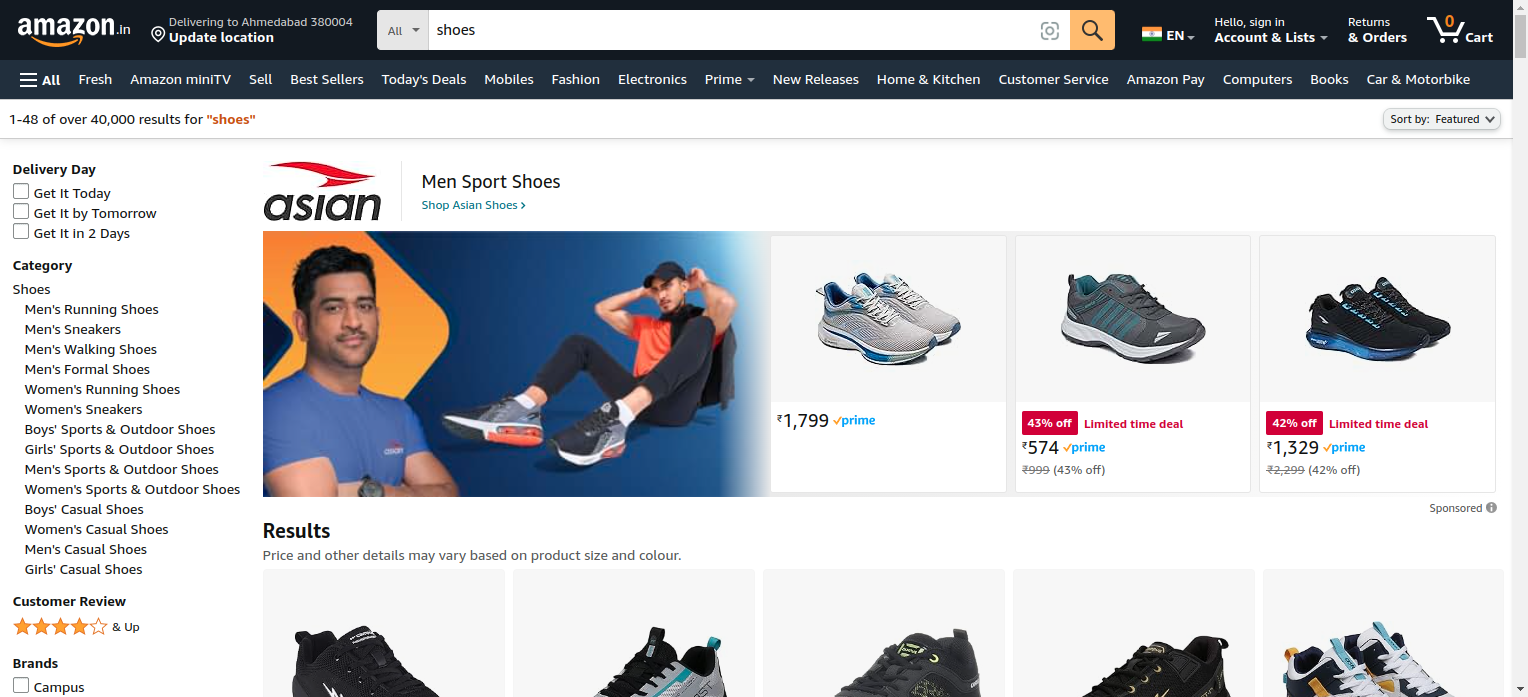 amazon.in
Delivering to Ahmedabad 380004
Update location
All
shoes
EN
Hello, sign in
Account & Lists
Returns
& Orders
0
Cart
All
Fresh
Amazon miniTV
Sell
Best Sellers
Today's Deals
Mobiles
Fashion
Electronics
Prime
New Releases
Home & Kitchen
Customer Service
Amazon Pay
Computers
Books
Car & Motorbike
1-48 of over 40,000 results for "shoes"
Sort by: Featured
Delivery Day
Get It Today
Get It by Tomorrow
Get It in 2 Days
Category
Shoes
Men's Running Shoes
Men's Sneakers
Men's Walking Shoes
Men's Formal Shoes
Women's Running Shoes
Women's Sneakers
Boys' Sports & Outdoor Shoes
Girls' Sports & Outdoor Shoes
Men's Sports & Outdoor Shoes
Women's Sports & Outdoor Shoes
Boys' Casual Shoes
Women's Casual Shoes
Men's Casual Shoes
Girls' Casual Shoes
Customer Review
& Up
Brands
Campus
asian
Men Sport Shoes
Shop Asian Shoes ›
asian
₹1,799 prime
43% off Limited time deal
₹574 prime
₹999 (43% off)
42% off Limited time deal
₹1,329 prime
₹2,299 (42% off)
Sponsored
Results
Price and other details may vary based on product size and colour.